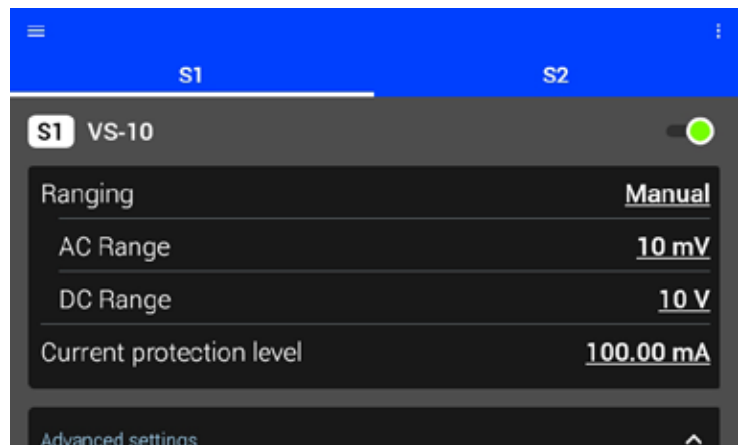 S1 S2
S1 VS-10
Ranging Manual
AC Range 10 mV
DC Range 10 V
Current protection level 100.00 mA
Advanced settings